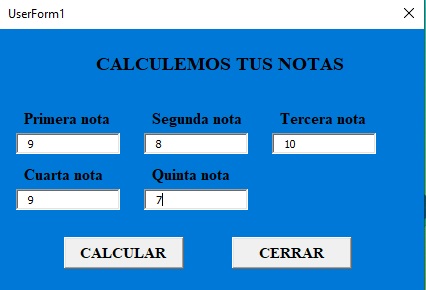 UserForm1
CALCULEMOS TUS NOTAS
Primera nota Segunda nota Tercera nota
9 8 10
Cuarta nota Quinta nota
9 7
CALCULAR CERRAR